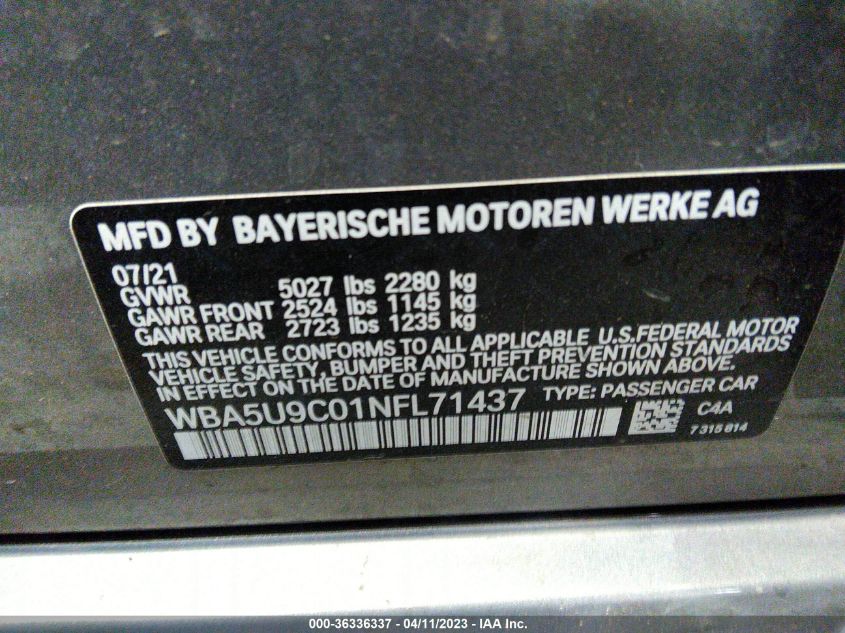 MFD BY BAYERISCHE MOTOREN WERKE AG
07/21
GVWR 5027 lbs 2280 kg
GAWR FRONT 2524 lbs 1145 kg
GAWR REAR 2723 lbs 1235 kg
THIS VEHICLE CONFORMS TO ALL APPLICABLE U.S.FEDERAL MOTOR
VEHICLE SAFETY, BUMPER AND THEFT PREVENTION STANDARDS
IN EFFECT ON THE DATE OF MANUFACTURE SHOWN ABOVE.
WBA5U9C01NFL71437 TYPE: PASSENGER CAR
C4A
7315814
000-36336337 - 04/11/2023 - IAA Inc.